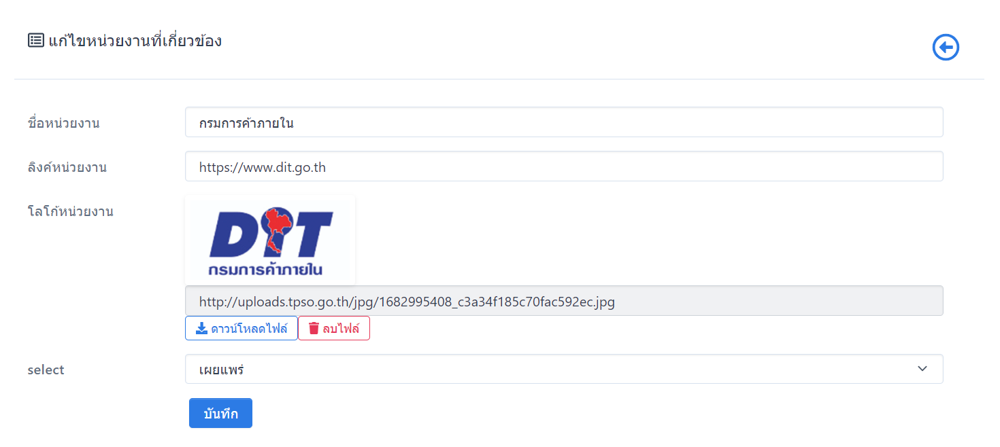 แก้ไขหน่วยงานที่เกี่ยวข้อง
ชื่อหน่วยงาน
กรมการค้าภายใน
ลิงค์หน่วยงาน
https://www.dit.go.th
โลโก้หน่วยงาน
DIT
กรมการค้าภายใน
http://uploads.tpso.go.th/jpg/1682995408_c3a34f185c70fac592ec.jpg
ดาวน์โหลดไฟล์ ลบไฟล์
select
เผยแพร่
บันทึก